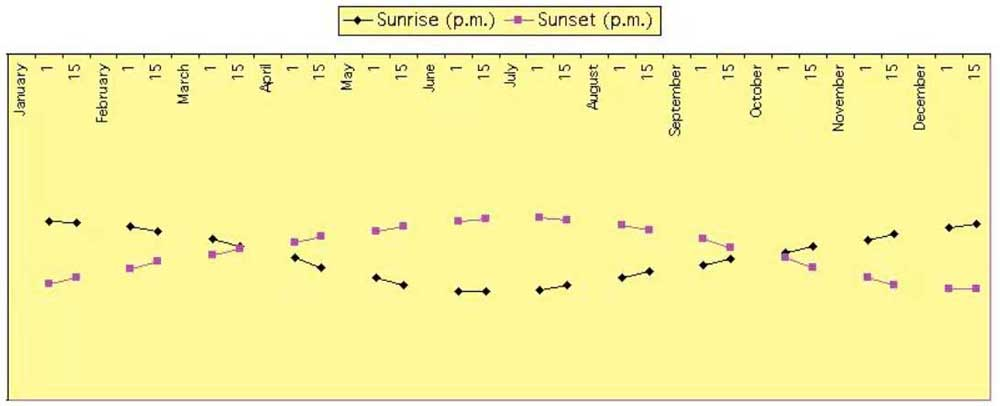 Sunrise (p.m.) Sunset (p.m.)
January 1 15 February 1 15 March 1 15 April 1 15 May 1 15 June 1 15 July 1 15 August 1 15 September 1 15 October 1 15 November 1 15 December 1 15